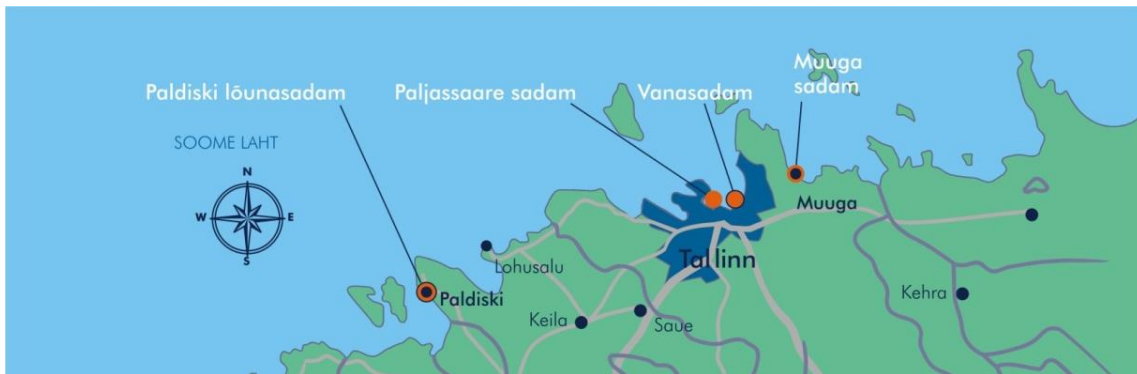 Muuga
sadam
Paldiski lõunasadam
Paljassaare sadam
Vanasadam
SOOME LAHT
N
W
E
S
Muuga
Tallinn
Lohusalu
Paldiski
Kehra
Keila
Saue